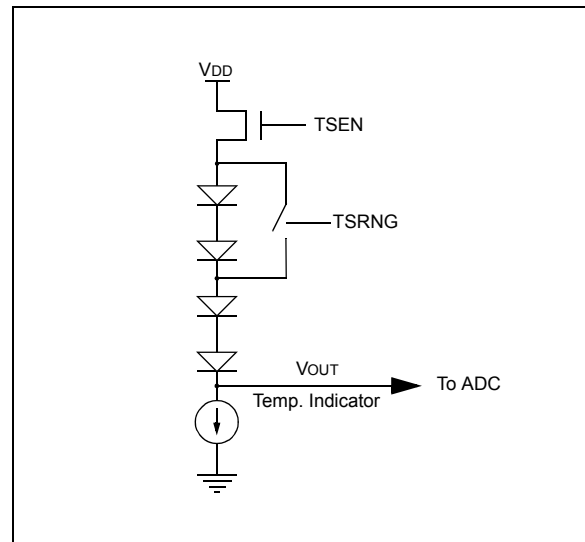 VDD
TSEN
TSRNG
VOUT
Temp. Indicator
To ADC